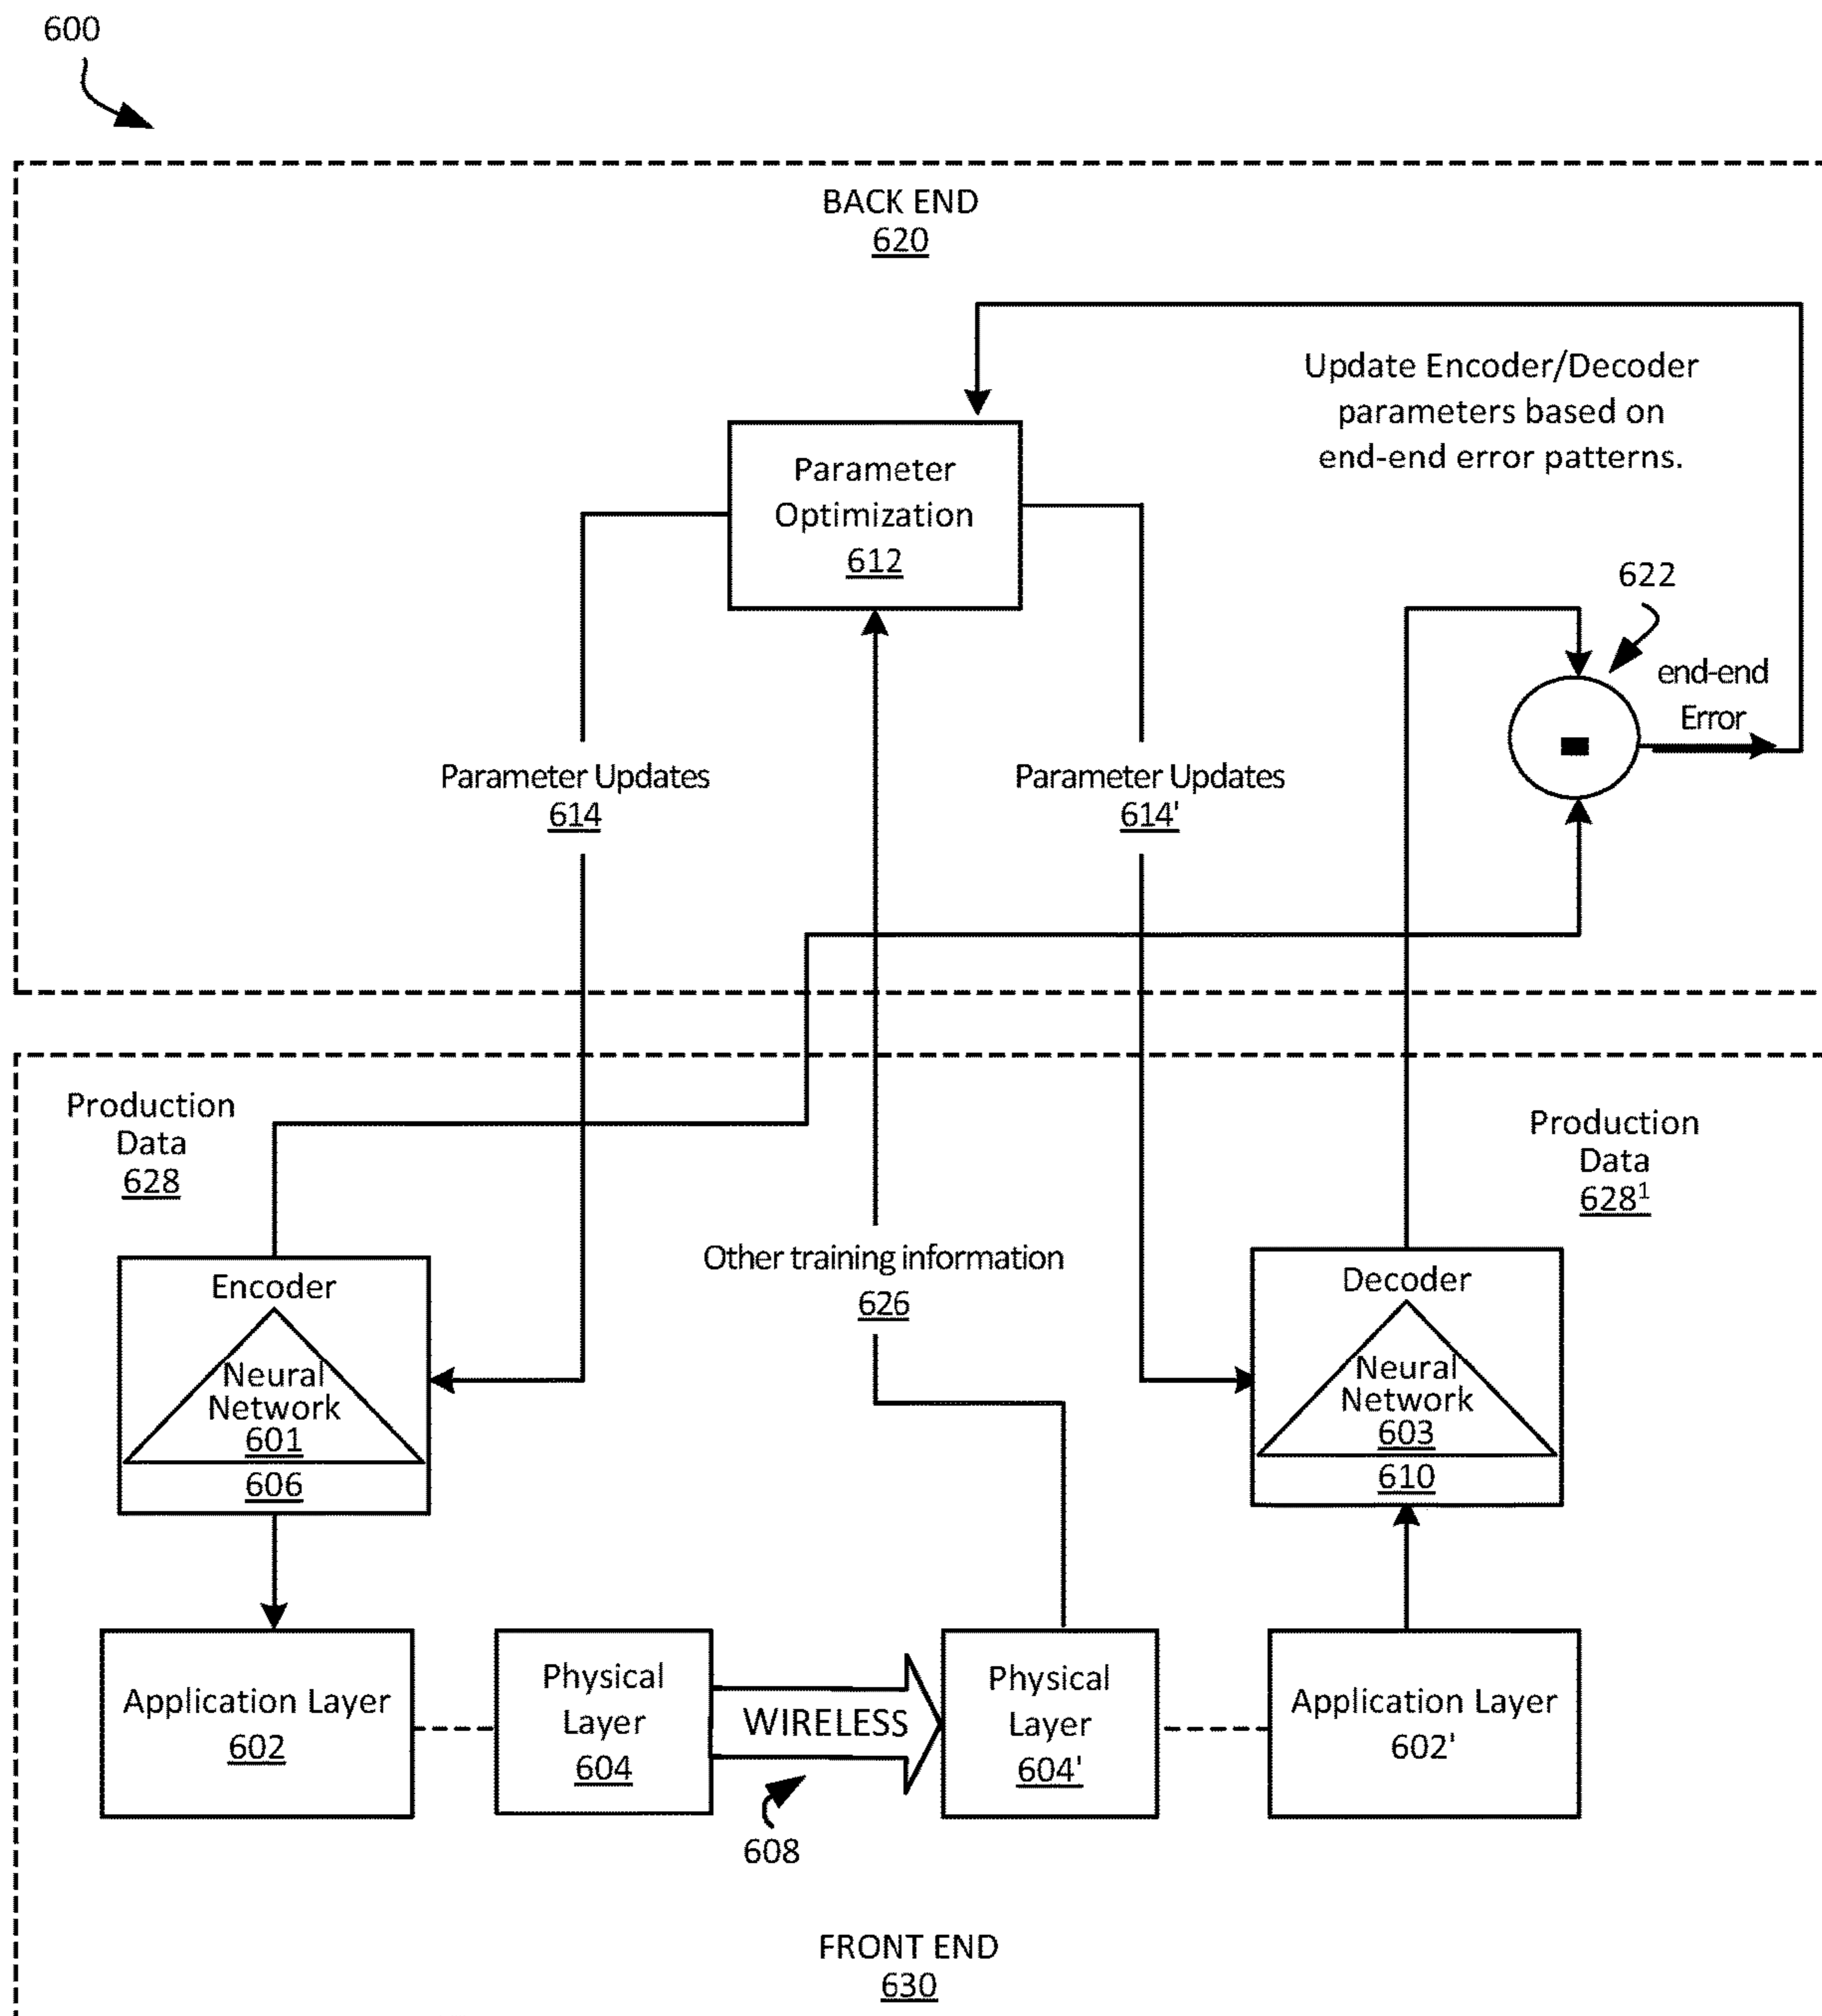 600
BACK END
620
Update Encoder/Decoder
parameters based on
end-end error patterns.
Parameter
Optimization
612
622
end-end
Error
Parameter Updates
614
Parameter Updates
614'
Production
Data
628
Production
Data
628¹
Other training information
626
Encoder
Neural
Network
601
606
Decoder
Neural
Network
603
610
Application Layer
602
Physical
Layer
604
WIRELESS
608
Physical
Layer
604'
Application Layer
602'
FRONT END
630